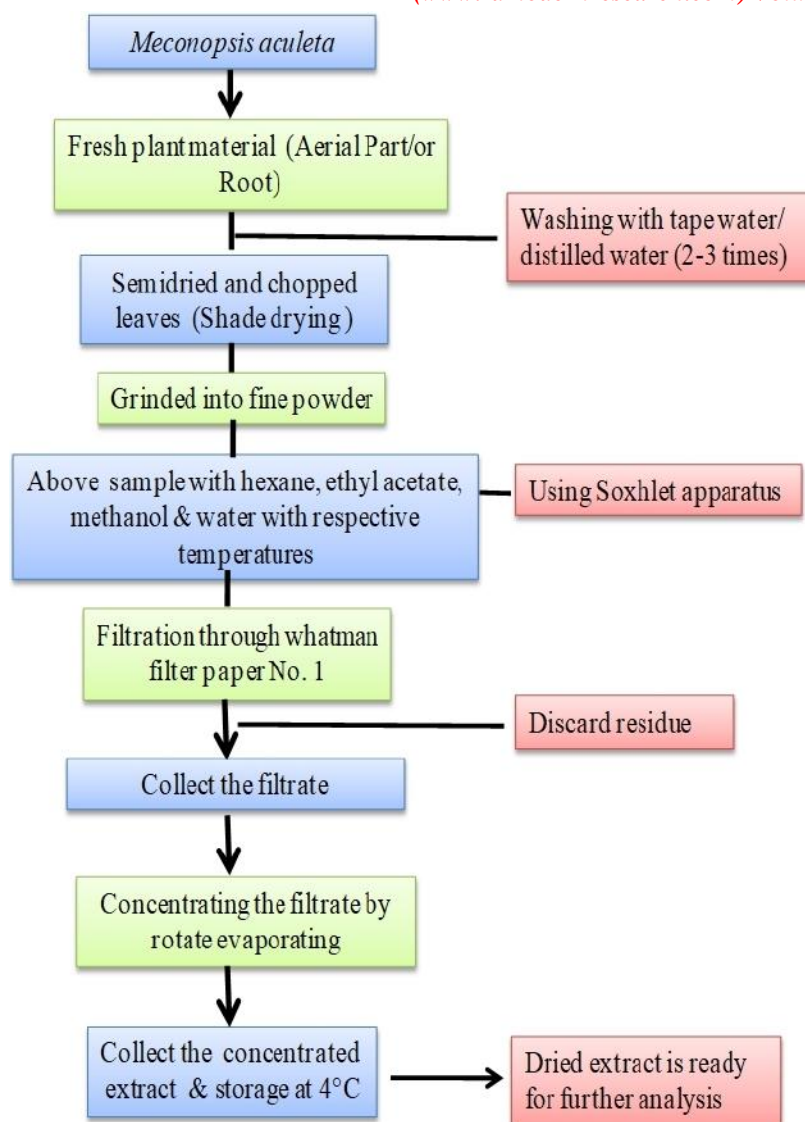 Meconopsis aculeta
Fresh plant material (Aerial Part/or
Root)
Washing with tape water/
distilled water (2-3 times)
Semidried and chopped
leaves (Shade drying )
Grinded into fine powder
Above sample with hexane, ethyl acetate,
methanol & water with respective
temperatures
Using Soxhlet apparatus
Filtration through whatman
filter paper No. 1
Discard residue
Collect the filtrate
Concentrating the filtrate by
rotate evaporating
Collect the concentrated
extract & storage at 4°C
Dried extract is ready
for further analysis